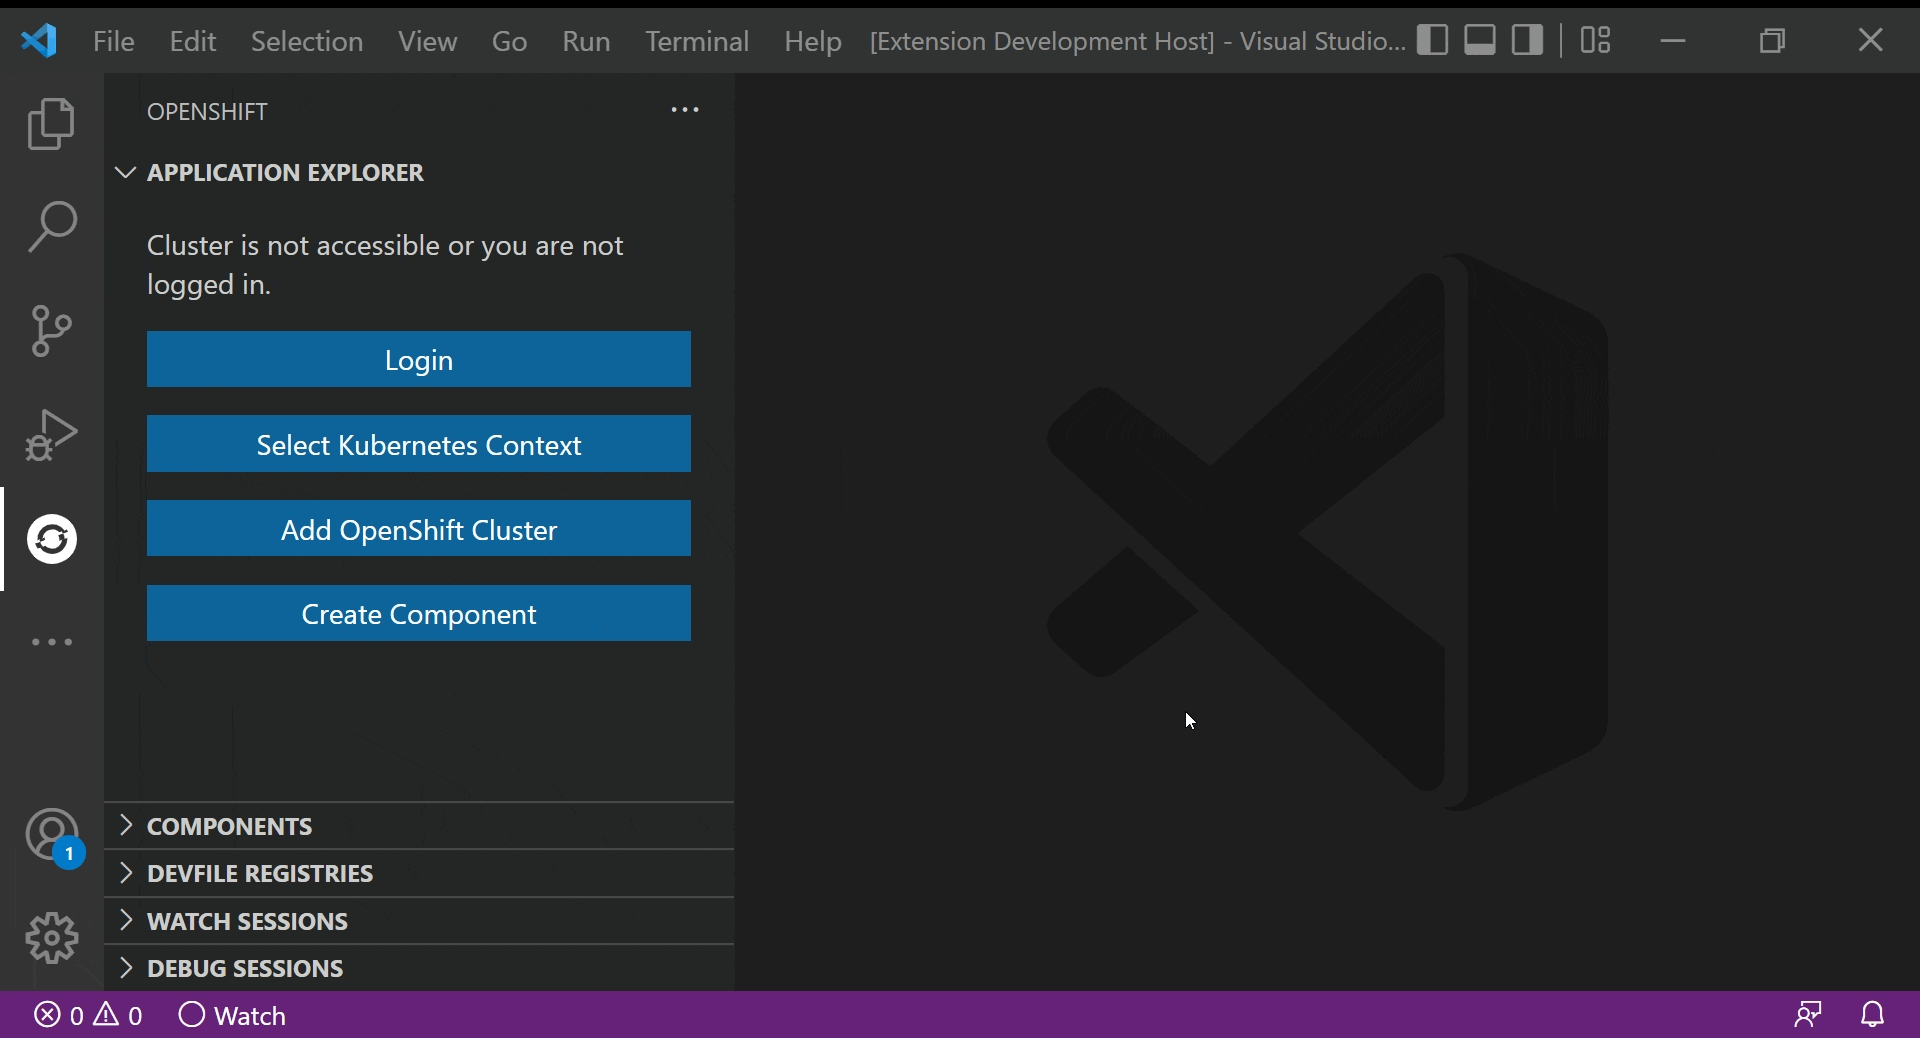 File Edit Selection View Go Run Terminal Help [Extension Development Host] - Visual Studio...
OPENSHIFT
APPLICATION EXPLORER
Cluster is not accessible or you are not
logged in.
Login
Select Kubernetes Context
Add OpenShift Cluster
Create Component
1
COMPONENTS
DEVFILE REGISTRIES
WATCH SESSIONS
DEBUG SESSIONS
0 0 Watch